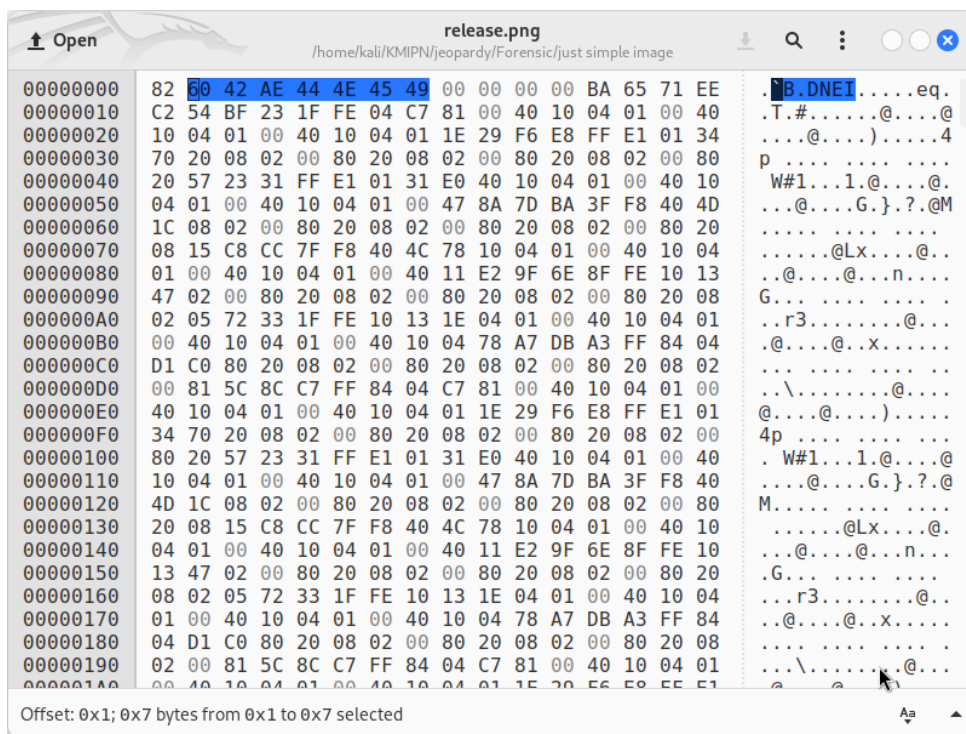 Open
release.png
/home/kali/KMIPN/jeopardy/Forensic/just simple image
00000000 82 60 42 AE 44 4E 45 49 00 00 00 00 BA 65 71 EE .`B.DNEI.....eq.
00000010 C2 54 BF 23 1F FE 04 C7 81 00 40 10 04 01 00 40 .T.#......@....@
00000020 10 04 01 00 40 10 04 01 1E 29 F6 E8 FF E1 01 34 ....@....).....4
00000030 70 20 08 02 00 80 20 08 02 00 80 20 08 02 00 80 p .... .... ....
00000040 20 57 23 31 FF E1 01 31 E0 40 10 04 01 00 40 10  W#1...1.@....@.
00000050 04 01 00 40 10 04 01 00 47 8A 7D BA 3F F8 40 4D ...@....G.}.?.@M
00000060 1C 08 02 00 80 20 08 02 00 80 20 08 02 00 80 20 ..... .... .... 
00000070 08 15 C8 CC 7F F8 40 4C 78 10 04 01 00 40 10 04 ......@Lx....@..
00000080 01 00 40 10 04 01 00 40 11 E2 9F 6E 8F FE 10 13 ..@....@...n....
00000090 47 02 00 80 20 08 02 00 80 20 08 02 00 80 20 08 G... .... .... .
000000A0 02 05 72 33 1F FE 10 13 1E 04 01 00 40 10 04 01 ..r3........@...
000000B0 00 40 10 04 01 00 40 10 04 78 A7 DB A3 FF 84 04 .@....@..x......
000000C0 D1 C0 80 20 08 02 00 80 20 08 02 00 80 20 08 02 ... .... .... ..
000000D0 00 81 5C 8C C7 FF 84 04 C7 81 00 40 10 04 01 00 ..\........@....
000000E0 40 10 04 01 00 40 10 04 01 1E 29 F6 E8 FF E1 01 @....@....).....
000000F0 34 70 20 08 02 00 80 20 08 02 00 80 20 08 02 00 4p .... .... ...
00000100 80 20 57 23 31 FF E1 01 31 E0 40 10 04 01 00 40 . W#1...1.@....@
00000110 10 04 01 00 40 10 04 01 00 47 8A 7D BA 3F F8 40 ....@....G.}.?.@
00000120 4D 1C 08 02 00 80 20 08 02 00 80 20 08 02 00 80 M..... .... ....
00000130 20 08 15 C8 CC 7F F8 40 4C 78 10 04 01 00 40 10  ......@Lx....@.
00000140 04 01 00 40 10 04 01 00 40 11 E2 9F 6E 8F FE 10 ...@....@...n...
00000150 13 47 02 00 80 20 08 02 00 80 20 08 02 00 80 20 .G... .... .... 
00000160 08 02 05 72 33 1F FE 10 13 1E 04 01 00 40 10 04 ...r3........@..
00000170 01 00 40 10 04 01 00 40 10 04 78 A7 DB A3 FF 84 ..@....@..x.....
00000180 04 D1 C0 80 20 08 02 00 80 20 08 02 00 80 20 08 .... .... .... .
00000190 02 00 81 5C 8C C7 FF 84 04 C7 81 00 40 10 04 01 ...\........@...
000001A0 00 40 10 04 01 00 40 10 04 01 1E 29 F6 E8 FF E1
Offset: 0x1; 0x7 bytes from 0x1 to 0x7 selected
Aa